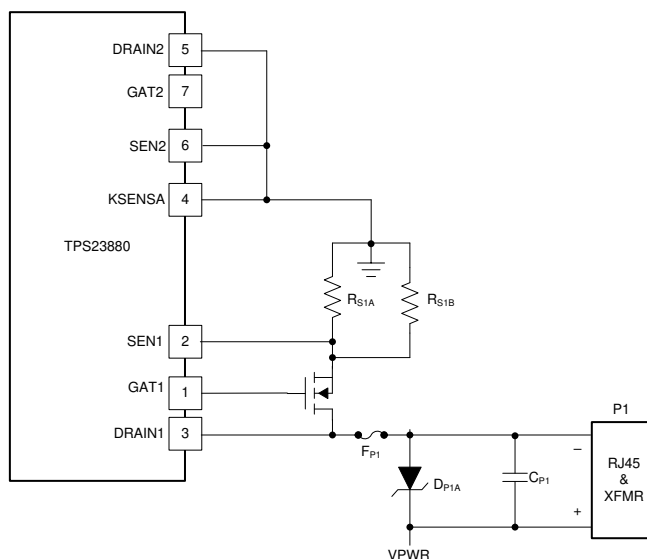 DRAIN2 5
GAT2 7
SEN2 6
KSENSA 4
TPS23880
SEN1 2
GAT1 1
DRAIN1 3
RS1A
RS1B
FP1
DP1A
CP1
VPWR
P1
–
RJ45
&
XFMR
+